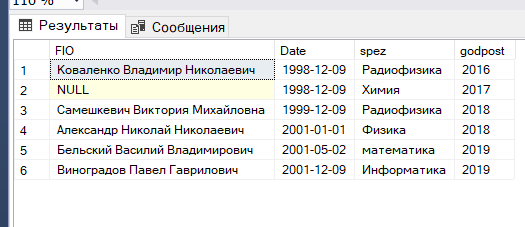 110 %
Результаты Сообщения
FIO Date spez godpost
1 Коваленко Владимир Николаевич 1998-12-09 Радиофизика 2016
2 NULL 1998-12-09 Химия 2017
3 Самешкевич Виктория Михайловна 1999-12-09 Радиофизика 2018
4 Александр Николай Николаевич 2001-01-01 Физика 2018
5 Бельский Василий Владимирович 2001-05-02 математика 2019
6 Виноградов Павел Гаврилович 2001-12-09 Информатика 2019